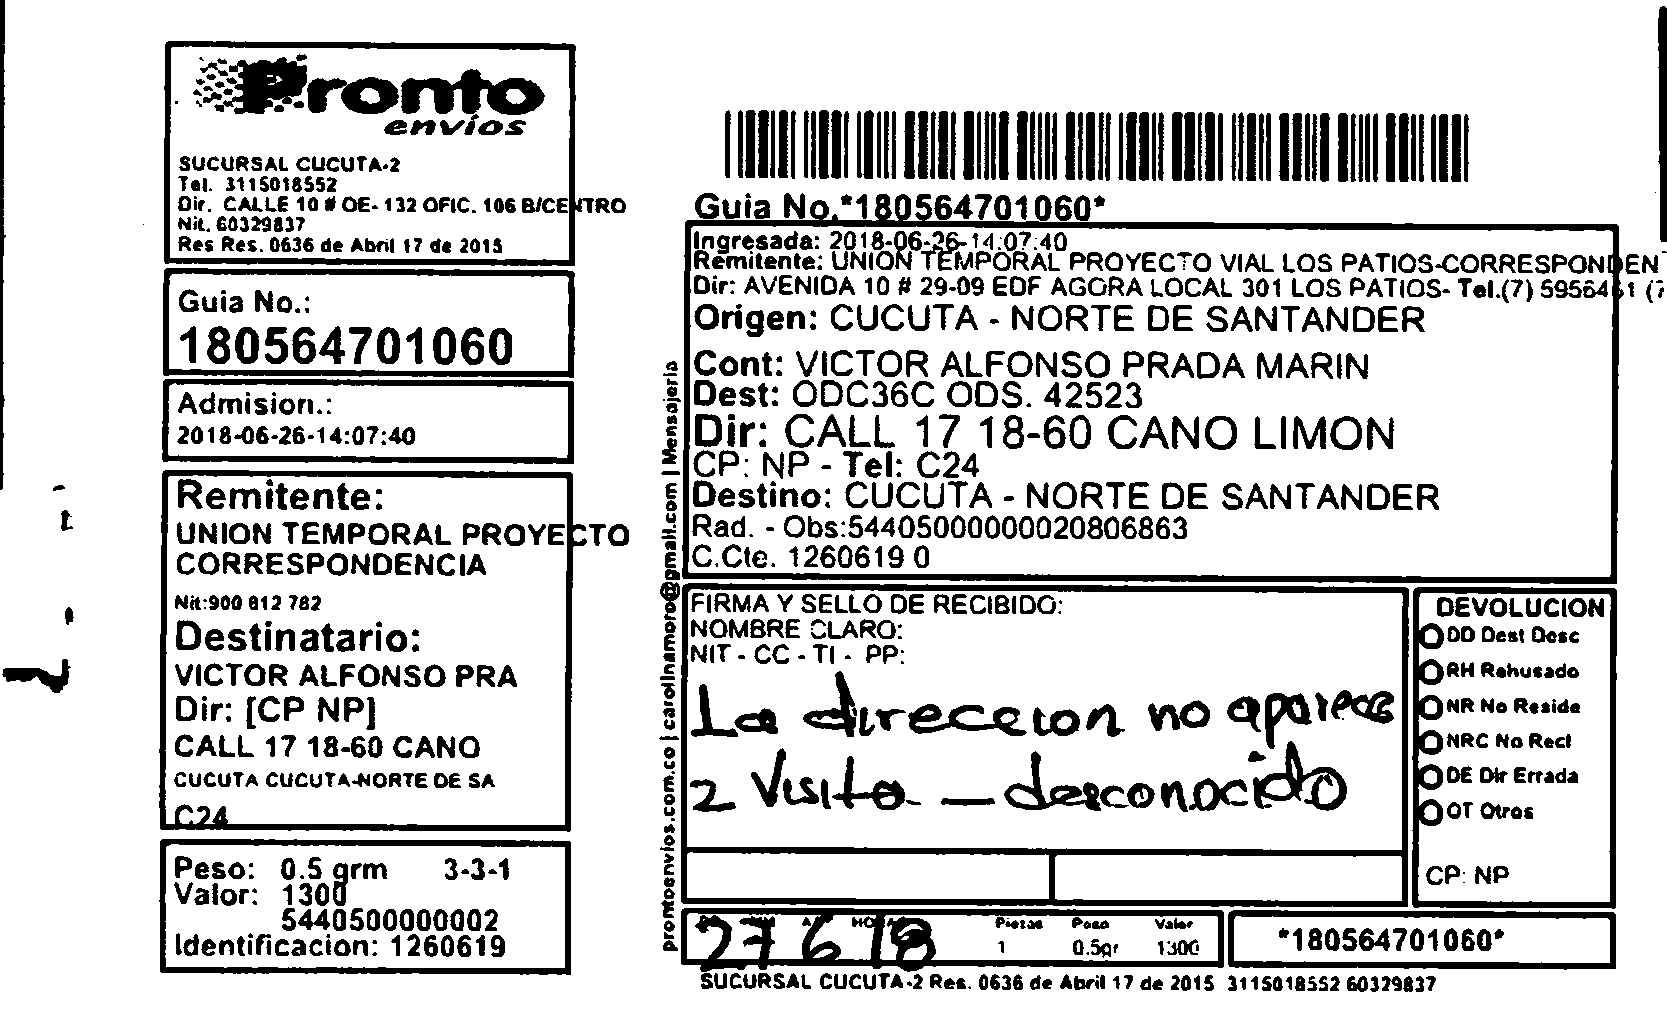 Pronto
envíos
SUCURSAL CUCUTA-2
Tel. 3115018552
Dir. CALLE 10 # OE- 132 OFIC. 106 B/CENTRO
Nit. 60329837
Res Res. 0636 de Abril 17 de 2015
Guia No.:
180564701060
Admision.:
2018-06-26-14:07:40
Remitente:
UNION TEMPORAL PROYECTO
CORRESPONDENCIA
Nit:900 812 782
Destinatario:
VICTOR ALFONSO PRA
Dir: [CP NP]
CALL 17 18-60 CANO
CUCUTA CUCUTA-NORTE DE SA
C24
Peso: 0.5 grm 3-3-1
Valor: 1300
5440500000002
Identificacion: 1260619
prontoenvios.com.co | carolinamoro@gmail.com | Mensajeria
Guia No.*180564701060*
Ingresada: 2018-06-26-14:07:40
Remitente: UNION TEMPORAL PROYECTO VIAL LOS PATIOS-CORRESPONDEN
Dir: AVENIDA 10 # 29-09 EDF AGORA LOCAL 301 LOS PATIOS- Tel.(7) 5956461 (7
Origen: CUCUTA - NORTE DE SANTANDER
Cont: VICTOR ALFONSO PRADA MARIN
Dest: ODC36C ODS. 42523
Dir: CALL 17 18-60 CANO LIMON
CP: NP - Tel: C24
Destino: CUCUTA - NORTE DE SANTANDER
Rad. - Obs:54405000000020806863
C.Cte. 1260619 0
FIRMA Y SELLO DE RECIBIDO:
NOMBRE CLARO:
NIT - CC - TI - PP:
La direccion no aparece
2 Visita - desconocido
DEVOLUCION
DD Dest Desc
RH Rehusado
NR No Reside
NRC No Recl
DE Dir Errada
OT Otros
CP: NP
27 6 18
Piezas Peso Valor
1 0.5gr 1300
*180564701060*
SUCURSAL CUCUTA-2 Res. 0636 de Abril 17 de 2015 3115018552 60329837